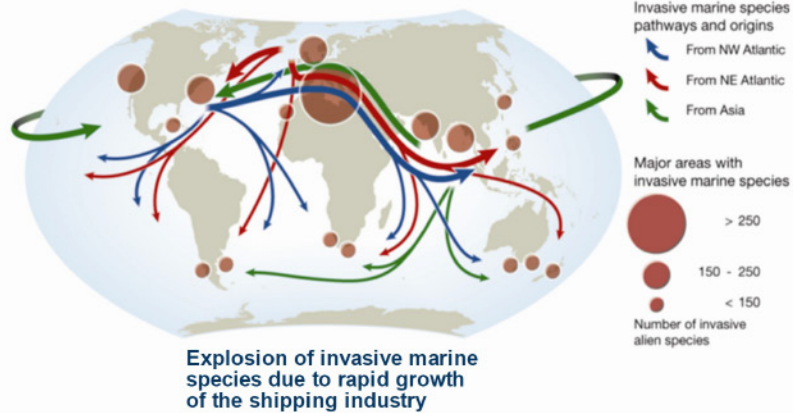 Invasive marine species
pathways and origins
From NW Atlantic
From NE Atlantic
From Asia
Major areas with
invasive marine species
> 250
150 - 250
< 150
Number of invasive
alien species
Explosion of invasive marine
species due to rapid growth
of the shipping industry